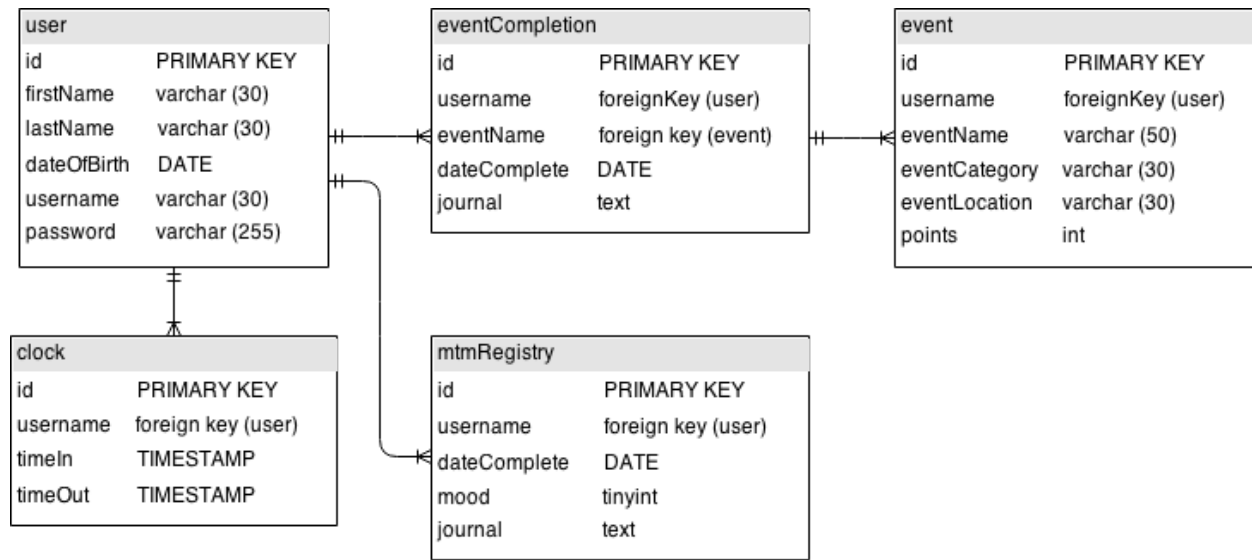 user
id PRIMARY KEY
firstName varchar (30)
lastName varchar (30)
dateOfBirth DATE
username varchar (30)
password varchar (255)
eventCompletion
id PRIMARY KEY
username foreignKey (user)
eventName foreign key (event)
dateComplete DATE
journal text
event
id PRIMARY KEY
username foreignKey (user)
eventName varchar (50)
eventCategory varchar (30)
eventLocation varchar (30)
points int
clock
id PRIMARY KEY
username foreign key (user)
timeIn TIMESTAMP
timeOut TIMESTAMP
mtmRegistry
id PRIMARY KEY
username foreign key (user)
dateComplete DATE
mood tinyint
journal text